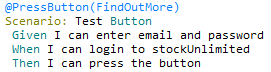 @PressButton(FindOutMore)
Scenario: Test Button
Given I can enter email and password
When I can login to stockUnlimited
Then I can press the button